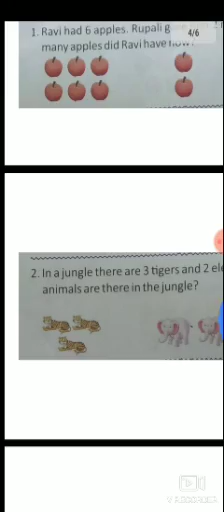 1. Ravi had 6 apples. Rupali g
4/6
many apples did Ravi have
2. In a jungle there are 3 tigers and 2 el
animals are there in the jungle?